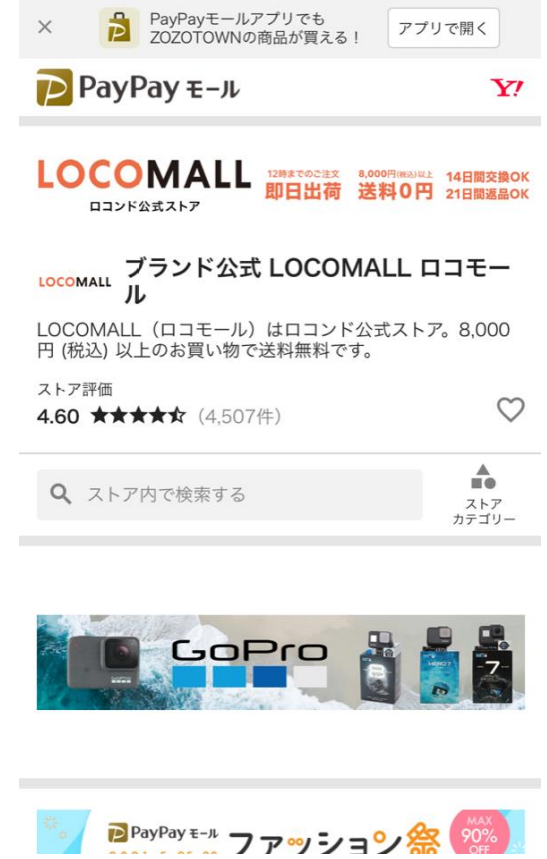 PayPayモールアプリでも
ZOZOTOWNの商品が買える！
アプリで開く
PayPay モール
Y!
LOCOMALL
ロコンド公式ストア
12時までのご注文
即日出荷
8,000円(税込)以上
送料0円
14日間交換OK
21日間返品OK
LOCOMALL
ブランド公式 LOCOMALL ロコモー
ル
LOCOMALL（ロコモール）はロコンド公式ストア。8,000
円 (税込) 以上のお買い物で送料無料です。
ストア評価
4.60 ★★★★ (4,507件)
ストア内で検索する
ストア
カテゴリー
GoPro
HERO7
7
PayPay モール
ファッション祭
MAX
90%
OFF